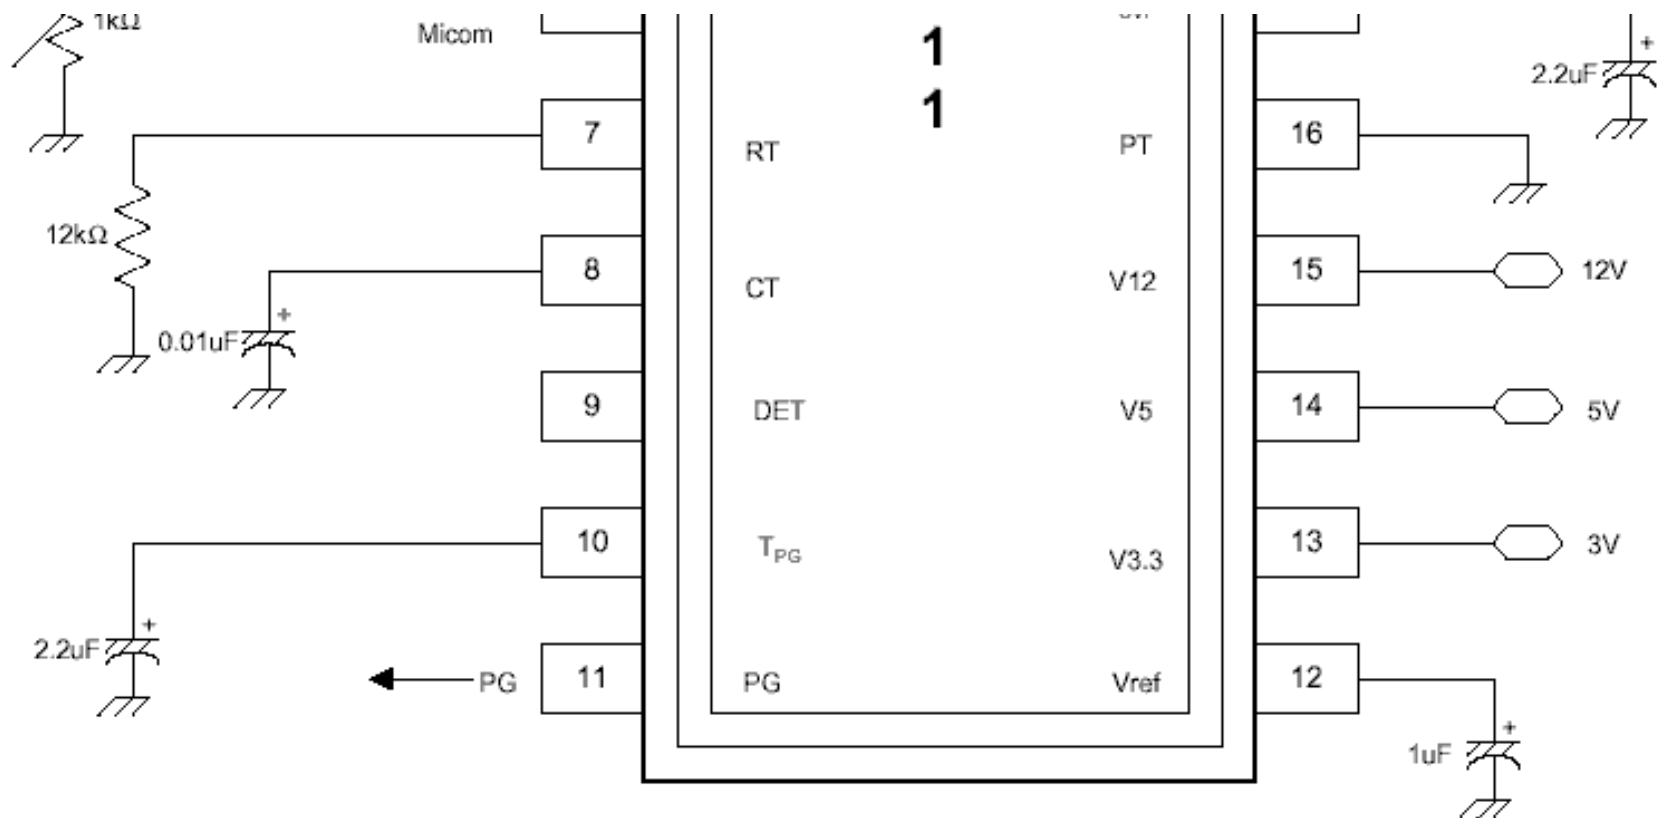 1kΩ
Micom
1
+
2.2uF
1
7
RT
PT
16
12kΩ
8
CT
V12
15
12V
+
0.01uF
9
DET
V5
14
5V
10
TPG
V3.3
13
3V
+
2.2uF
PG
11
PG
Vref
12
+
1uF